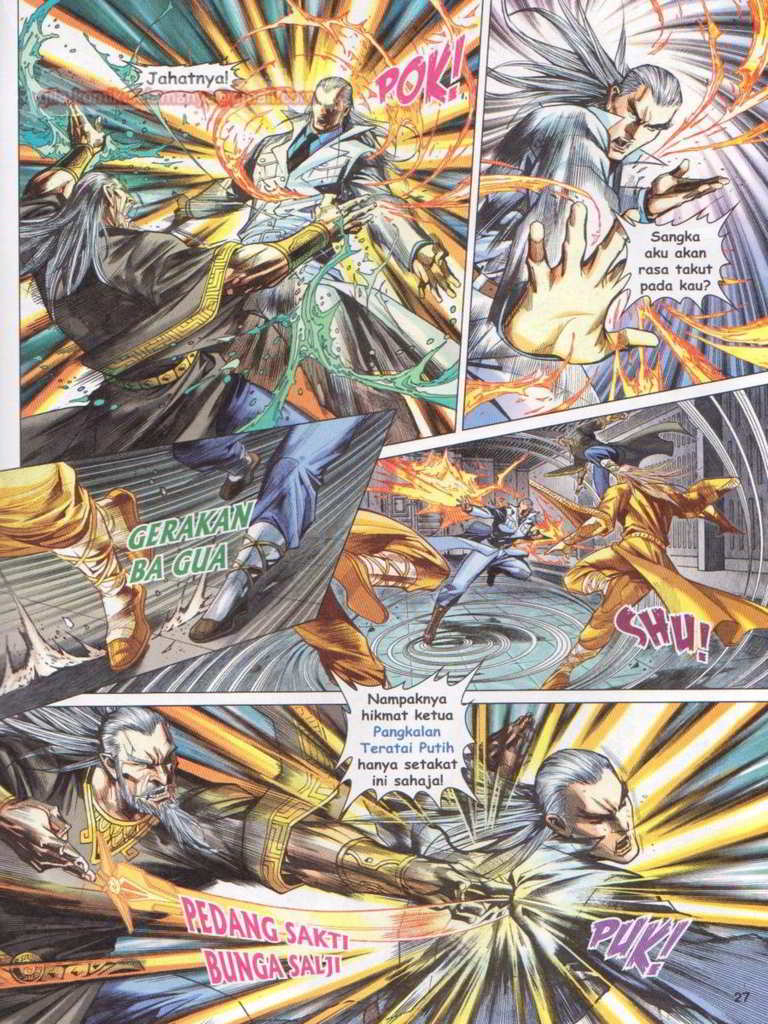 Jahatnya!
POK!
Sangka
aku akan
rasa takut
pada kau?
GERAKAN
BA GUA
SHU!
Nampaknya
hikmat ketua
Pangkalan
Teratai Putih
hanya setakat
ini sahaja!
PEDANG SAKTI
BUNGA SALJI
PUK!
27